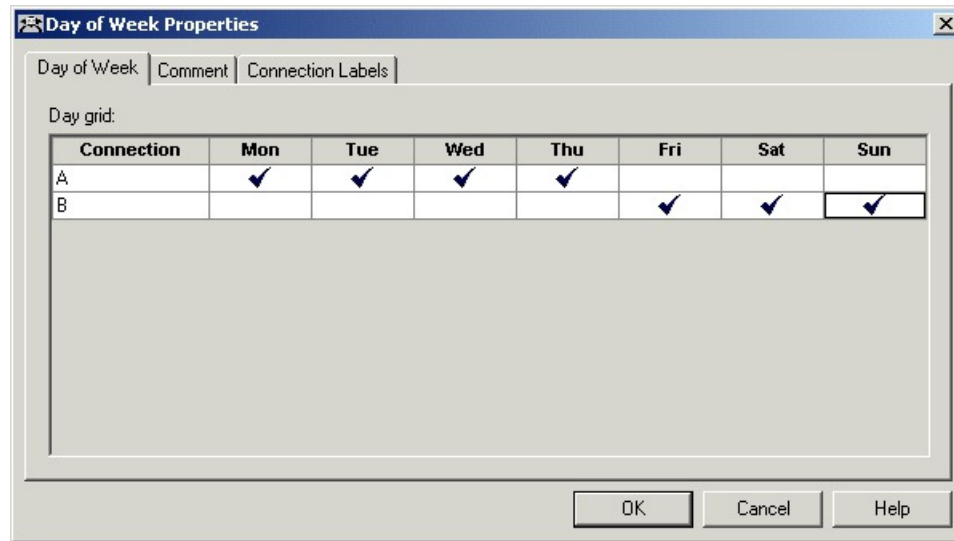 Day of Week Properties
Day of Week Comment Connection Labels
Day grid:
Connection Mon Tue Wed Thu Fri Sat Sun
A
B
OK Cancel Help